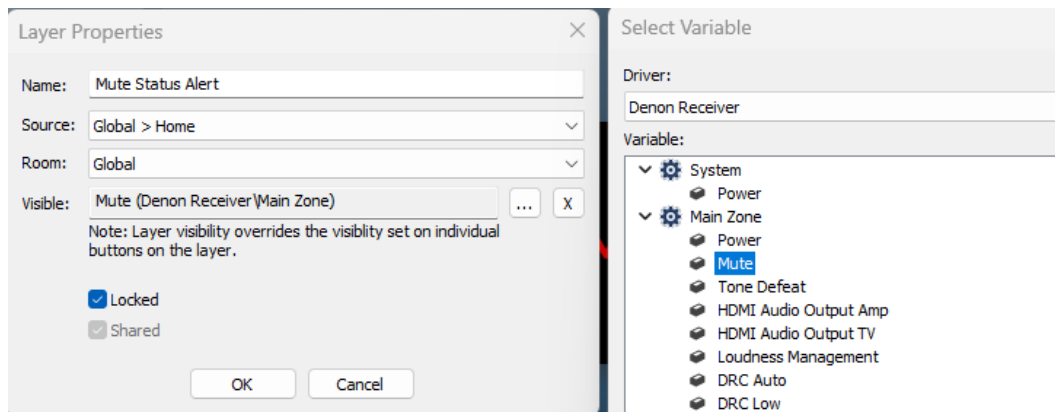 Layer Properties
Name: Mute Status Alert
Source: Global > Home
Room: Global
Visible: Mute (Denon Receiver\Main Zone) ... X
Note: Layer visibility overrides the visiblity set on individual
buttons on the layer.
Locked
Shared
OK Cancel
Select Variable
Driver:
Denon Receiver
Variable:
System
Power
Main Zone
Power
Mute
Tone Defeat
HDMI Audio Output Amp
HDMI Audio Output TV
Loudness Management
DRC Auto
DRC Low